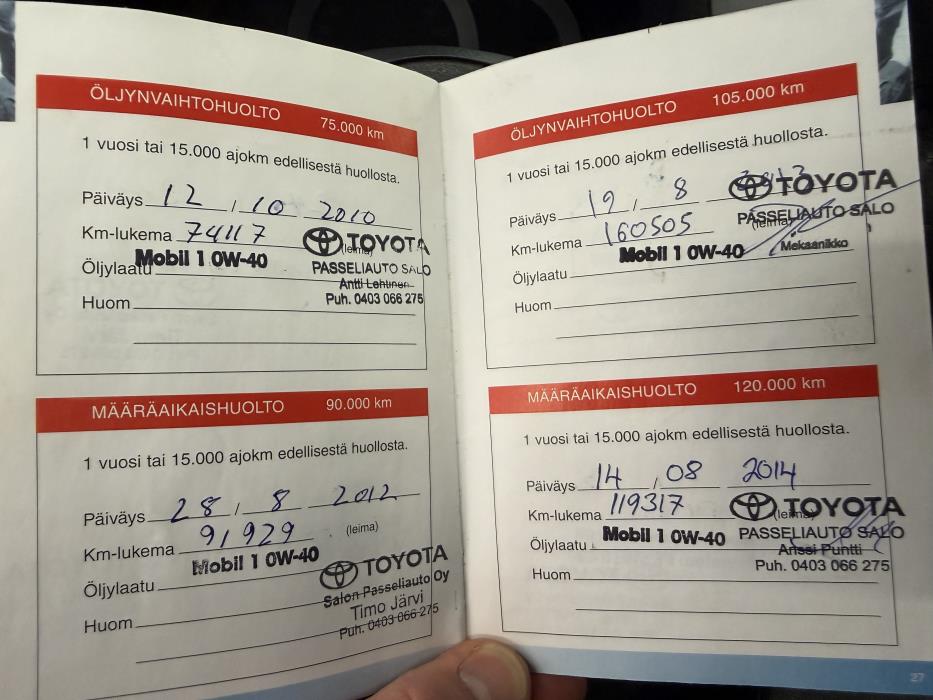 ÖLJYNVAIHTOHUOLTO 75.000 km
1 vuosi tai 15.000 ajokm edellisestä huollosta.
Päiväys 12 / 10 2010
Km-lukema 74117
(leima)
TOYOTA
Öljylaatu Mobil 1 0W-40
PASSELIAUTO SALO
Antti Lehtinen
Huom
Puh. 0403 066 275
MÄÄRÄAIKAISHUOLTO 90.000 km
1 vuosi tai 15.000 ajokm edellisestä huollosta.
Päiväys 28 / 8 2012
Km-lukema 91929
(leima)
Öljylaatu Mobil 1 0W-40
TOYOTA
Salon Passeliauto Oy
Timo Järvi
Huom
Puh. 0403 066 275
ÖLJYNVAIHTOHUOLTO 105.000 km
1 vuosi tai 15.000 ajokm edellisestä huollosta.
Päiväys 19 / 8
TOYOTA
Km-lukema 160505
(leima)
PASSELIAUTO SALO
Mekaanikko
Öljylaatu Mobil 1 0W-40
Huom
MÄÄRÄAIKAISHUOLTO 120.000 km
1 vuosi tai 15.000 ajokm edellisestä huollosta.
Päiväys 14 / 08 2014
Km-lukema 119317
(leima)
TOYOTA
Öljylaatu Mobil 1 0W-40
PASSELIAUTO SALO
Anssi Puntti
Puh. 0403 066 275
Huom
27